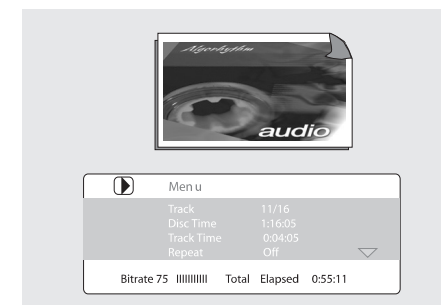 Algorhythm
audio
Menu
Track 11/16
Disc Time 1:16:05
Track Time 0:04:05
Repeat Off
Bitrate 75 IIIIIIIIIII Total Elapsed 0:55:11